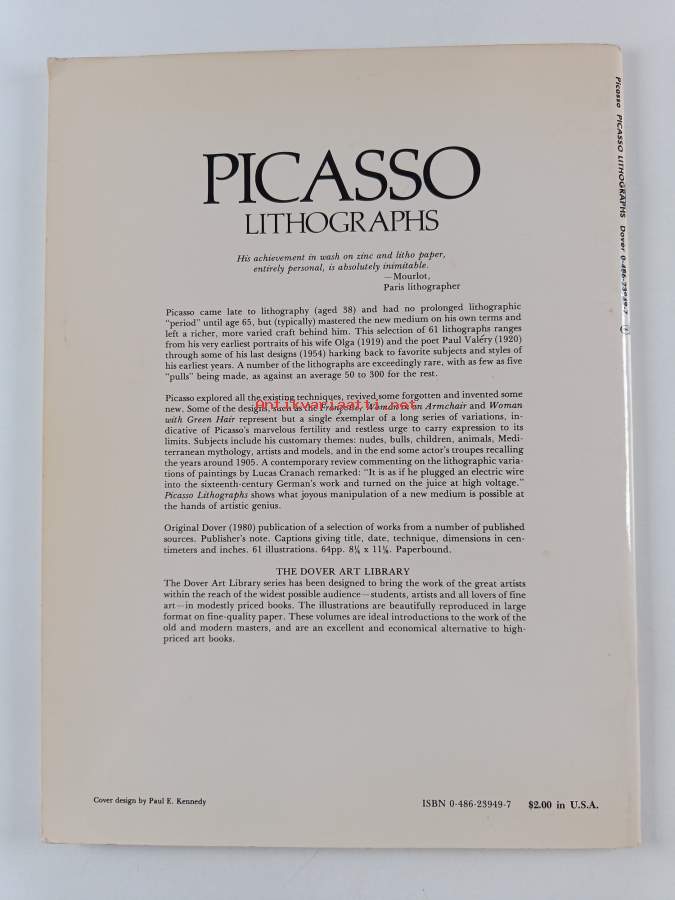 PICASSO
LITHOGRAPHS
His achievement in wash on zinc and litho paper,
entirely personal, is absolutely inimitable.
—Mourlot,
Paris lithographer
Picasso came late to lithography (aged 38) and had no prolonged lithographic
"period" until age 65, but (typically) mastered the new medium on his own terms and
left a richer, more varied craft behind him. This selection of 61 lithographs ranges
from his very earliest portraits of his wife Olga (1919) and the poet Paul Valéry (1920)
through some of his last designs (1954) harking back to favorite subjects and styles of
his earliest years. A number of the lithographs are exceedingly rare, with as few as five
"pulls" being made, as against an average 50 to 300 for the rest.
Picasso explored all the existing techniques, revived some forgotten and invented some
new. Some of the designs, such as the Françoise, Woman in an Armchair and Woman
with Green Hair represent but a single exemplar of a long series of variations, in-
dicative of Picasso's marvelous fertility and restless urge to carry expression to its
limits. Subjects include his customary themes: nudes, bulls, children, animals, Medi-
terranean mythology, artists and models, and in the end some actor's troupes recalling
the years around 1905. A contemporary review commenting on the lithographic varia-
tions of paintings by Lucas Cranach remarked: "It is as if he plugged an electric wire
into the sixteenth-century German's work and turned on the juice at high voltage."
Picasso Lithographs shows what joyous manipulation of a new medium is possible at
the hands of artistic genius.
Original Dover (1980) publication of a selection of works from a number of published
sources. Publisher's note. Captions giving title, date, technique, dimensions in cen-
timeters and inches. 61 illustrations. 64pp. 8¼ x 11¼. Paperbound.
THE DOVER ART LIBRARY
The Dover Art Library series has been designed to bring the work of the great artists
within the reach of the widest possible audience—students, artists and all lovers of fine
art—in modestly priced books. The illustrations are beautifully reproduced in large
format on fine-quality paper. These volumes are ideal introductions to the work of the
old and modern masters, and are an excellent and economical alternative to high-
priced art books.
Cover design by Paul E. Kennedy
ISBN 0-486-23949-7 $2.00 in U.S.A.
Picasso PICASSO LITHOGRAPHS Dover 0-486-23949-7
antikvariaatti.net